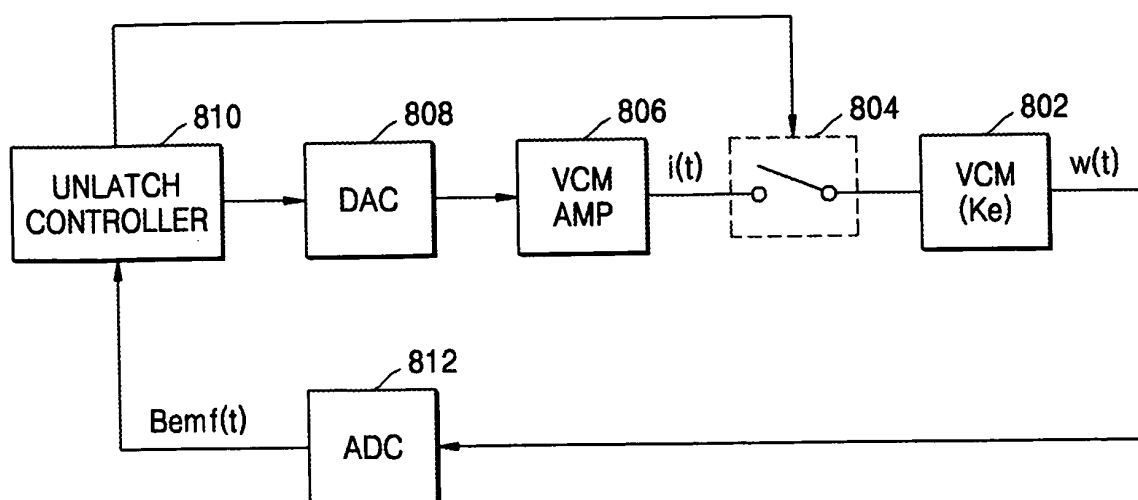 810
808
806
804
802
UNLATCH
CONTROLLER
DAC
VCM
AMP
i(t)
VCM
(Ke)
w(t)
812
Bemf(t)
ADC